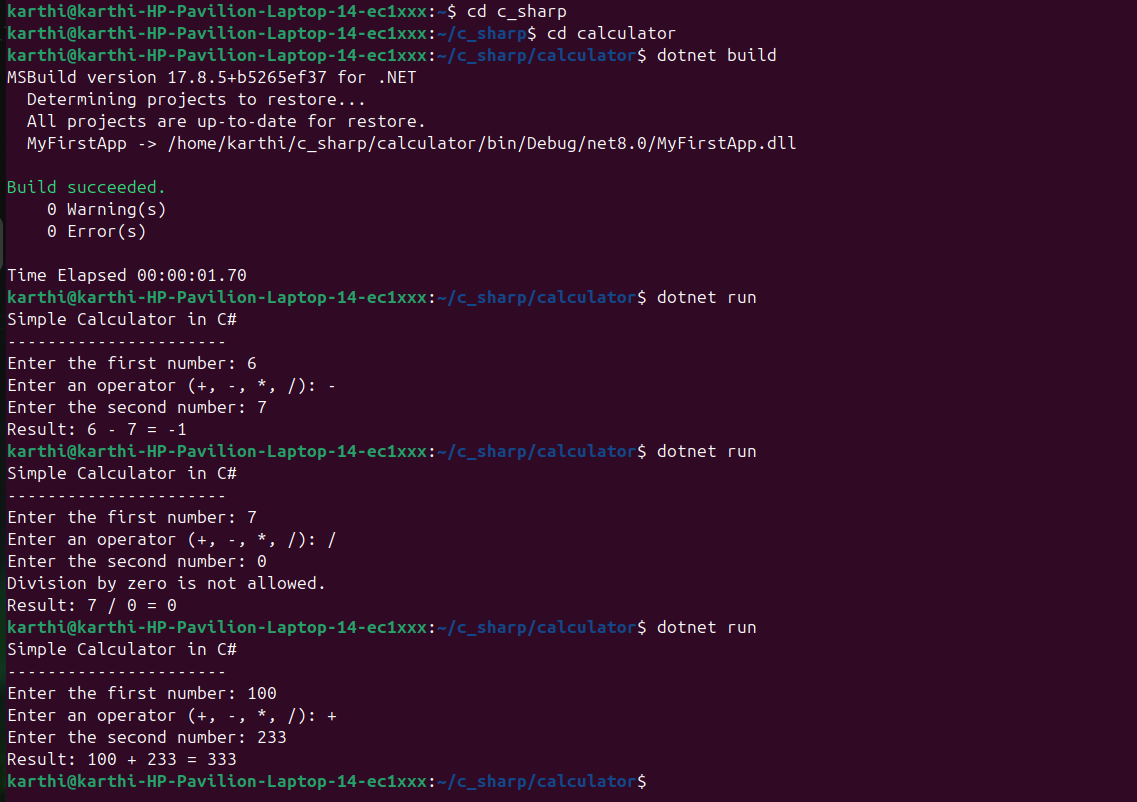 karthi@karthi-HP-Pavilion-Laptop-14-ec1xxx:~$ cd c_sharp
karthi@karthi-HP-Pavilion-Laptop-14-ec1xxx:~/c_sharp$ cd calculator
karthi@karthi-HP-Pavilion-Laptop-14-ec1xxx:~/c_sharp/calculator$ dotnet build
MSBuild version 17.8.5+b5265ef37 for .NET
  Determining projects to restore...
  All projects are up-to-date for restore.
  MyFirstApp -> /home/karthi/c_sharp/calculator/bin/Debug/net8.0/MyFirstApp.dll

Build succeeded.
    0 Warning(s)
    0 Error(s)

Time Elapsed 00:00:01.70
karthi@karthi-HP-Pavilion-Laptop-14-ec1xxx:~/c_sharp/calculator$ dotnet run
Simple Calculator in C#
----------------------
Enter the first number: 6
Enter an operator (+, -, *, /): -
Enter the second number: 7
Result: 6 - 7 = -1
karthi@karthi-HP-Pavilion-Laptop-14-ec1xxx:~/c_sharp/calculator$ dotnet run
Simple Calculator in C#
----------------------
Enter the first number: 7
Enter an operator (+, -, *, /): /
Enter the second number: 0
Division by zero is not allowed.
Result: 7 / 0 = 0
karthi@karthi-HP-Pavilion-Laptop-14-ec1xxx:~/c_sharp/calculator$ dotnet run
Simple Calculator in C#
----------------------
Enter the first number: 100
Enter an operator (+, -, *, /): +
Enter the second number: 233
Result: 100 + 233 = 333
karthi@karthi-HP-Pavilion-Laptop-14-ec1xxx:~/c_sharp/calculator$